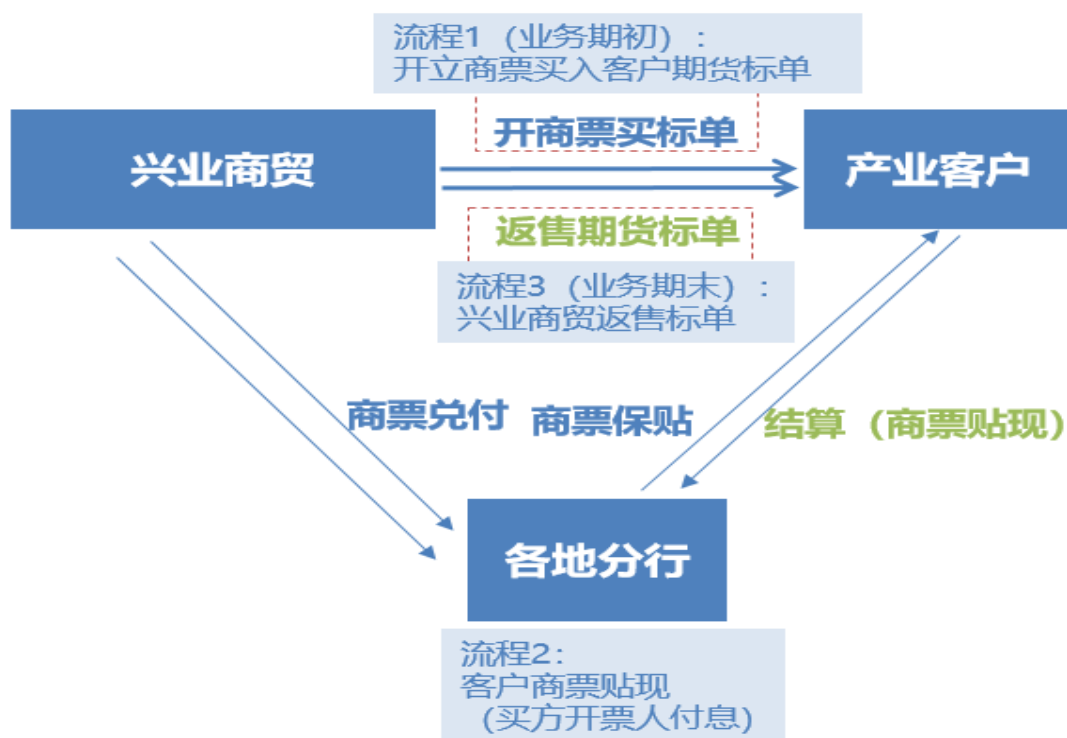 流程1（业务期初）:
开立商票买入客户期货标单
开商票买标单
兴业商贸
产业客户
返售期货标单
流程3（业务期末）:
兴业商贸返售标单
商票兑付
商票保贴
结算（商票贴现）
各地分行
流程2:
客户商票贴现
（买方开票人付息）